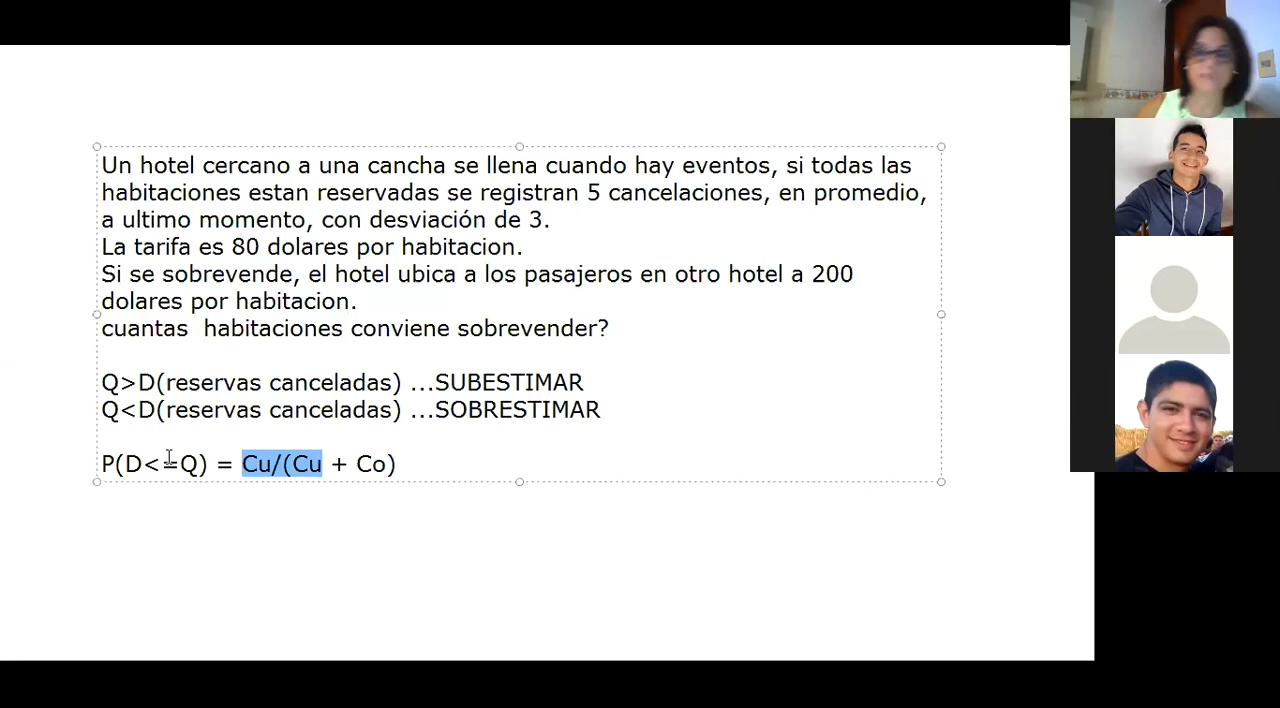 Un hotel cercano a una cancha se llena cuando hay eventos, si todas las
habitaciones estan reservadas se registran 5 cancelaciones, en promedio,
a ultimo momento, con desviación de 3.
La tarifa es 80 dolares por habitacion.
Si se sobrevende, el hotel ubica a los pasajeros en otro hotel a 200
dolares por habitacion.
cuantas  habitaciones conviene sobrevender?
Q>D(reservas canceladas) ...SUBESTIMAR
Q<D(reservas canceladas) ...SOBRESTIMAR
P(D<=Q) = Cu/(Cu + Co)